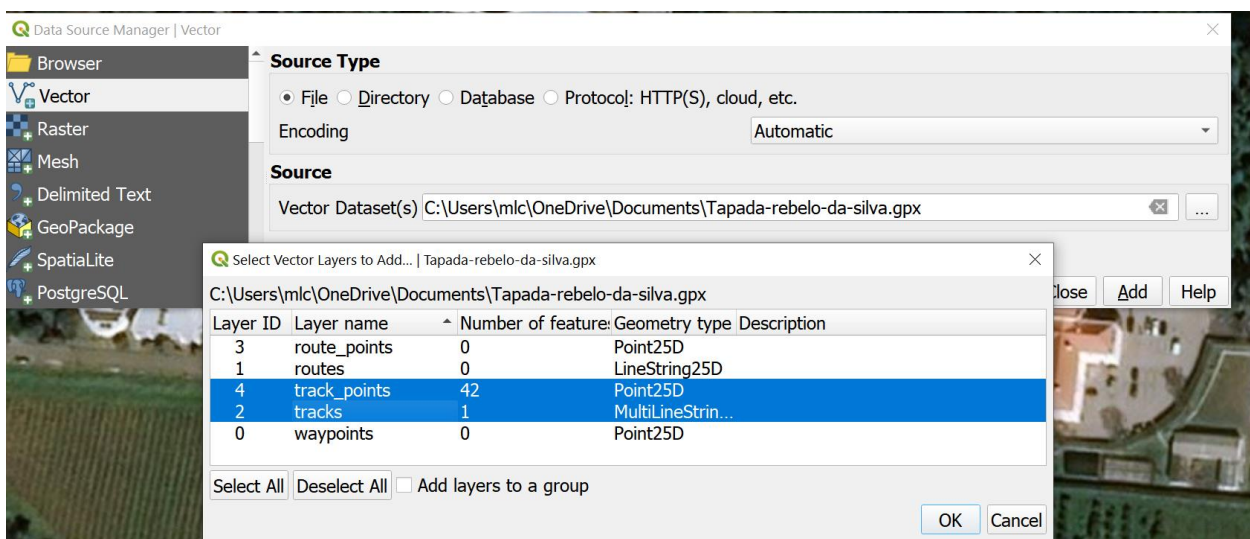 Data Source Manager | Vector
Browser
Vector
Raster
Mesh
Delimited Text
GeoPackage
SpatiaLite
PostgreSQL
Source Type
File Directory Database Protocol: HTTP(S), cloud, etc.
Encoding Automatic
Source
Vector Dataset(s) C:\Users\mlc\OneDrive\Documents\Tapada-rebelo-da-silva.gpx ...
Close Add Help
Select Vector Layers to Add... | Tapada-rebelo-da-silva.gpx
C:\Users\mlc\OneDrive\Documents\Tapada-rebelo-da-silva.gpx
Layer ID Layer name Number of features Geometry type Description
3 route_points 0 Point25D
1 routes 0 LineString25D
4 track_points 42 Point25D
2 tracks 1 MultiLineStrin...
0 waypoints 0 Point25D
Select All Deselect All Add layers to a group
OK Cancel